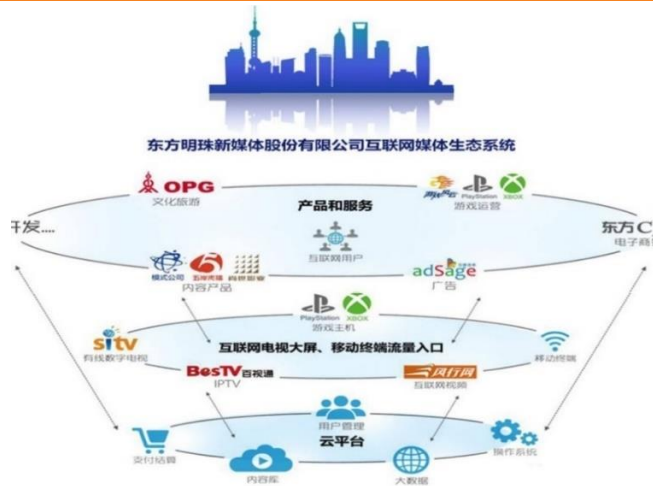 东方明珠新媒体股份有限公司互联网媒体生态系统
OPG
文化旅游
产品和服务
PlayStation
XBOX
游戏运营
开发....
东方C
电子商
互联网用户
模式公司
五岸传播
尚世影业
内容产品
adSage
广告
PlayStation
XBOX
游戏主机
sitv
有线数字电视
互联网电视大屏、移动终端流量入口
移动终端
BesTV百视通
IPTV
风行网
互联网视频
用户管理
云平台
支付结算
操作系统
内容库
大数据